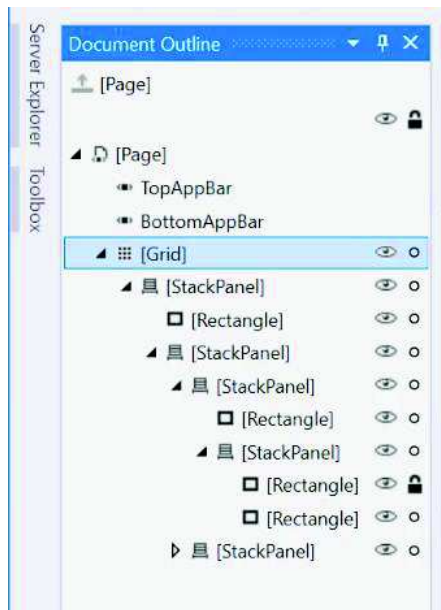 Server Explorer
Toolbox
Document Outline
[Page]
[Page]
TopAppBar
BottomAppBar
[Grid]
[StackPanel]
[Rectangle]
[StackPanel]
[StackPanel]
[Rectangle]
[StackPanel]
[Rectangle]
[Rectangle]
[StackPanel]